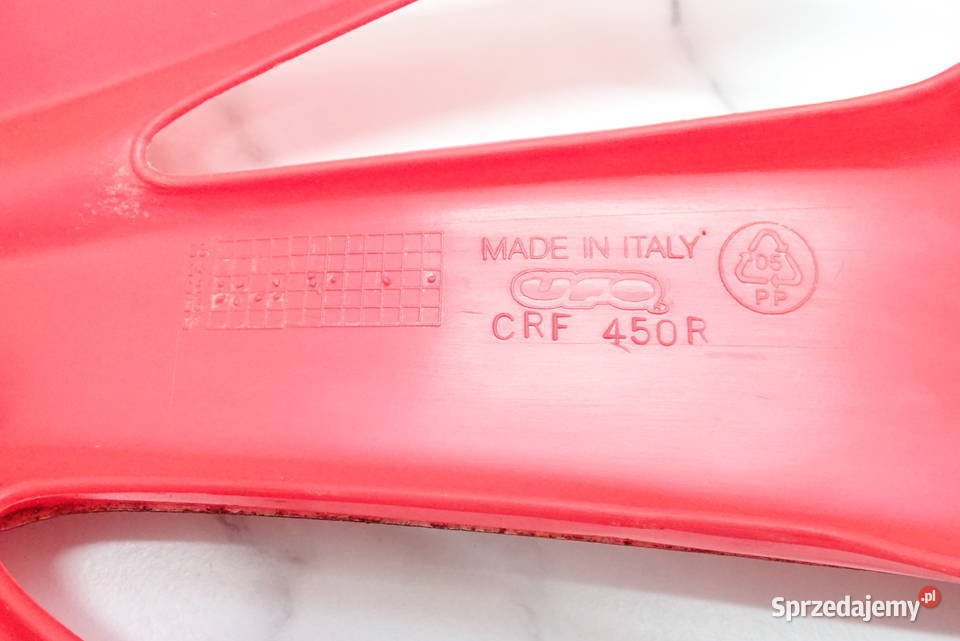 MADE IN ITALY
UFO
CRF 450R
05
PP
Sprzedajemy.pl